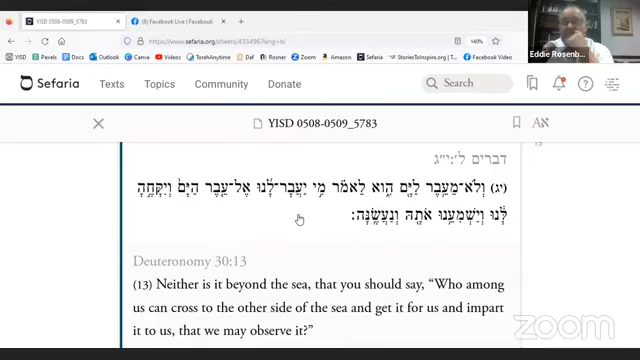 YISD 0508-0509_5783
Facebook Live | Facebook
https://www.sefaria.org/sheets/433496?lang=bi
140%
YISD
Bes
Outlook
Canva
Videos
TorahAnytime
Daf
Rosner
Zoom
Amazon
StoriesToInspire.org
Facebook Video
Sefaria
Texts
Topics
Community
Donate
Search
YISD 0508-0509_5783
אA
דברים ל׳:י״ג
(יג) וְלֹא־מֵעֵ֥בֶר לַיָּ֖ם הִ֑וא לֵאמֹ֗ר מִ֣י יַעֲבׇר־לָ֜נוּ אֶל־עֵ֤בֶר הַיָּם֙ וְיִקָּחֶ֣הָ
לָּ֔נוּ וְיַשְׁמִעֵ֥נוּ אֹתָ֖הּ וְנַעֲשֶֽׂנָּה׃
Deuteronomy 30:13
(13) Neither is it beyond the sea, that you should say, “Who among
us can cross to the other side of the sea and get it for us and impart
it to us, that we may observe it?”
Eddie Rosenb...
zoom